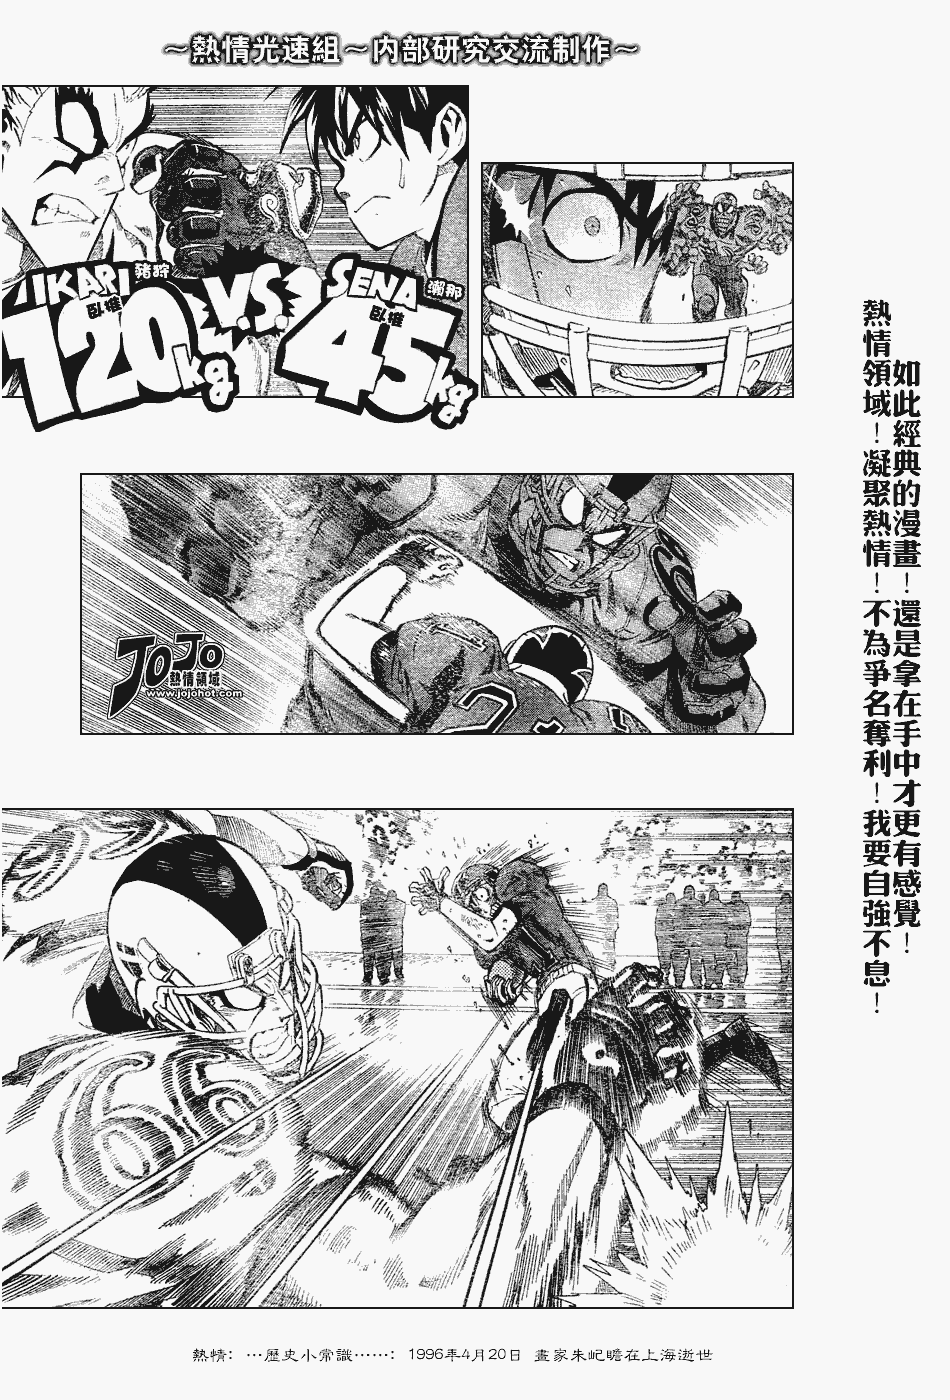 ～熱情光速組～内部研究交流制作～
IKARI 豬狩
臥推
120kg
V.S.
SENA 瀨那
臥推
45kg
如此經典的漫畫！還是拿在手中才更有感覺！
熱情領域！凝聚熱情！不為爭名奪利！我要自強不息！
JOJO
熱情領域
www.jojohot.com
21
21
66
熱情：…歷史小常識……：1996年4月20日 畫家朱屺瞻在上海逝世